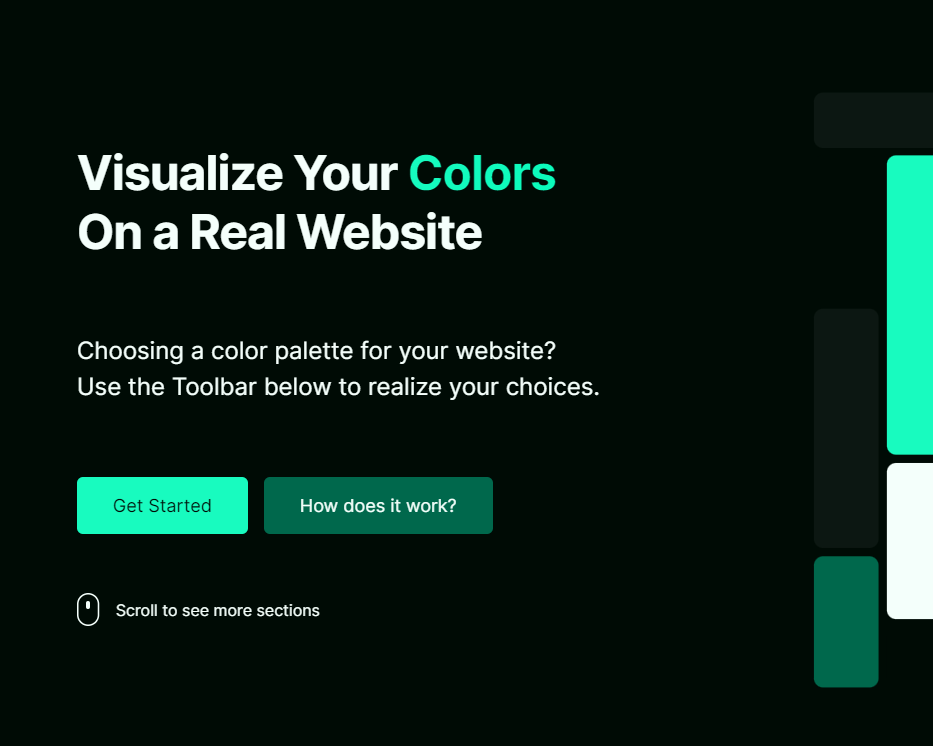 Visualize Your Colors
On a Real Website
Choosing a color palette for your website?
Use the Toolbar below to realize your choices.
Get Started
How does it work?
Scroll to see more sections